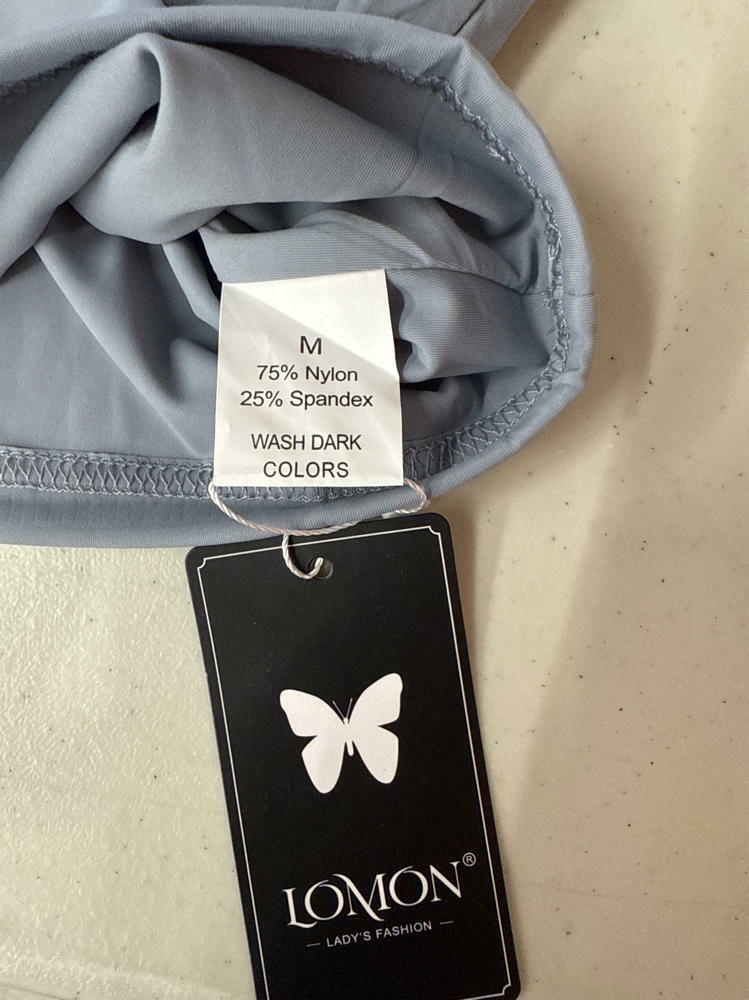 M
75% Nylon
25% Spandex
WASH DARK
COLORS
LOMON®
— LADY'S FASHION —